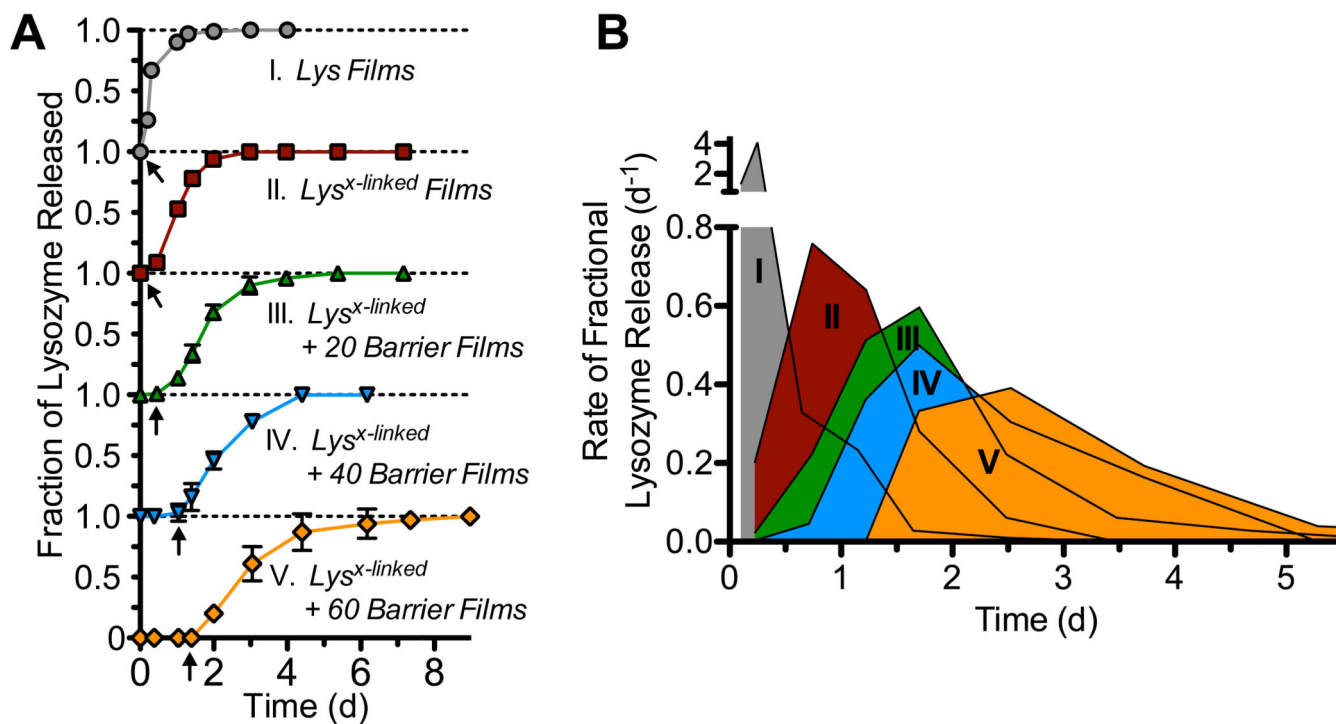 A
Fraction of Lysozyme Released
1.0
0.5
1.0
0.5
1.0
0.5
1.0
0.5
1.0
0.5
0
I. Lys Films
II. Lys^x-linked Films
III. Lys^x-linked
+ 20 Barrier Films
IV. Lys^x-linked
+ 40 Barrier Films
V. Lys^x-linked
+ 60 Barrier Films
0 2 4 6 8
Time (d)
B
Rate of Fractional
Lysozyme Release (d^-1)
4
2
0.8
0.6
0.4
0.2
0.0
I
II
III
IV
V
0 1 2 3 4 5
Time (d)